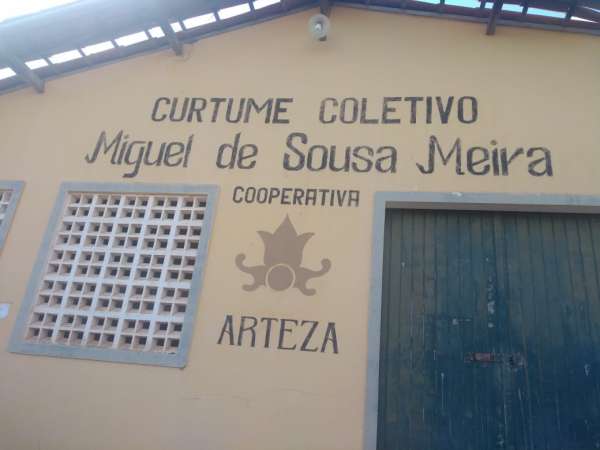 CURTUME COLETIVO
Miguel de Sousa Meira
COOPERATIVA
ARTEZA